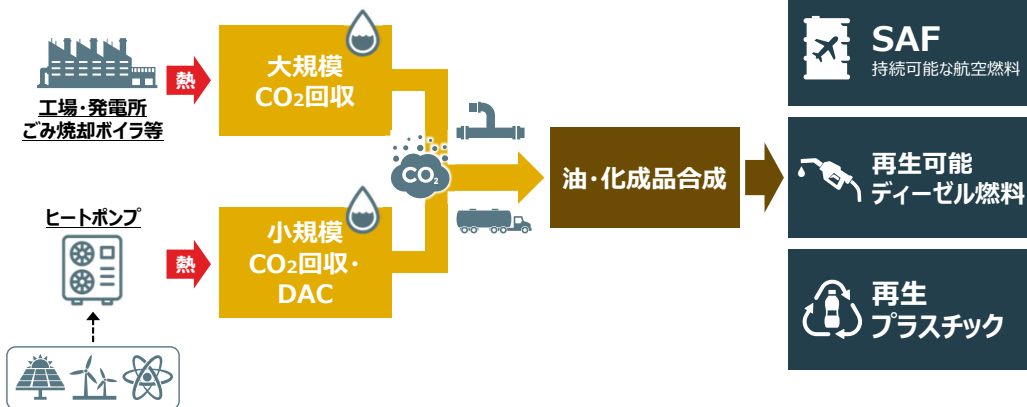 工場・発電所
ごみ焼却ボイラ等
熱
大規模
CO₂回収
ヒートポンプ
熱
小規模
CO₂回収・
DAC
CO₂
油・化成品合成
SAF
持続可能な航空燃料
再生可能
ディーゼル燃料
再生
プラスチック